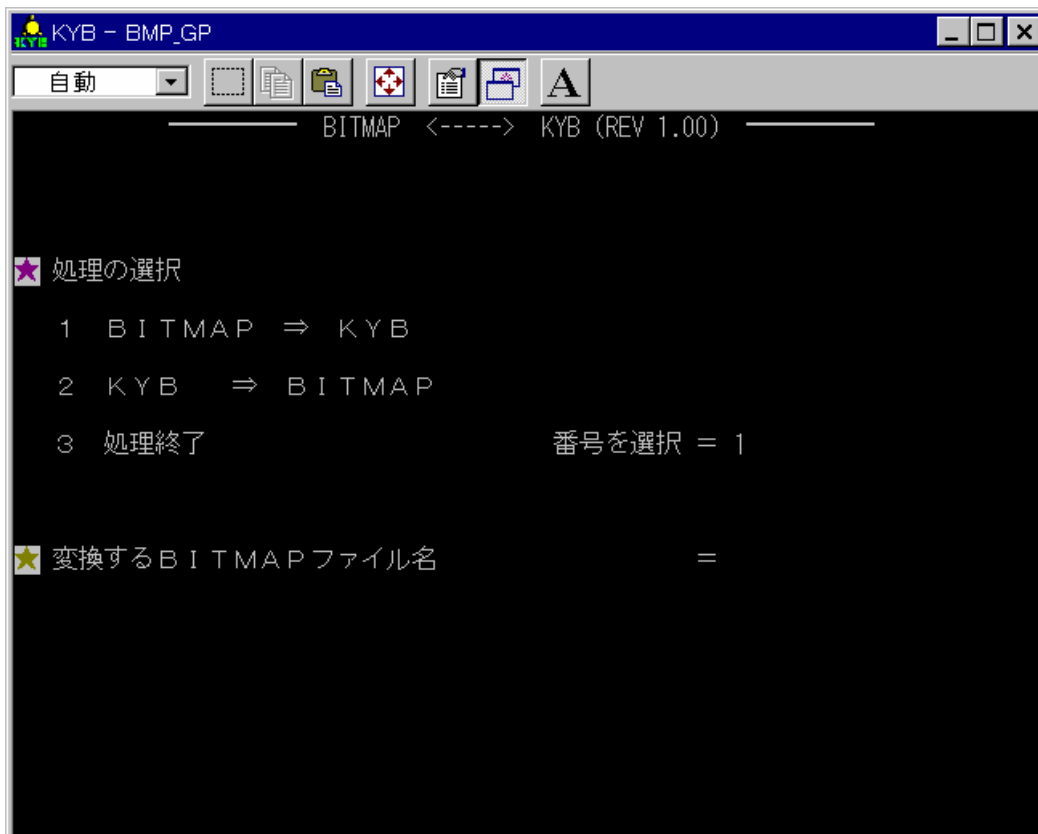 KYB - BMP_GP
自動 A
BITMAP <-----> KYB (REV 1.00)
★ 処理の選択
１ ＢＩＴＭＡＰ ⇒ ＫＹＢ
２ ＫＹＢ ⇒ ＢＩＴＭＡＰ
３ 処理終了 番号を選択 ＝ 1
★ 変換するＢＩＴＭＡＰファイル名 ＝